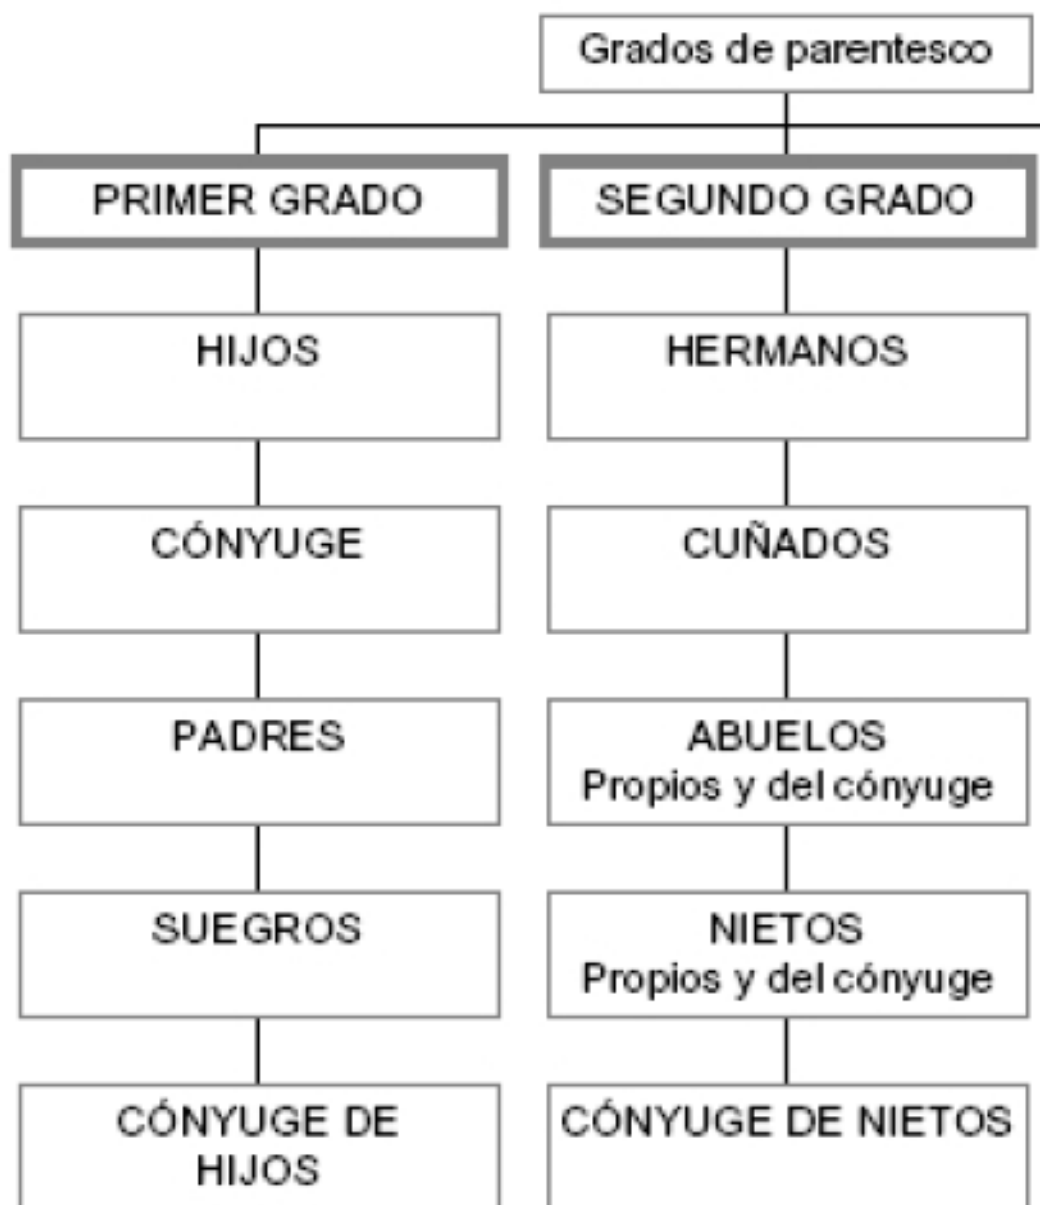 Grados de parentesco
PRIMER GRADO
HIJOS
CÓNYUGE
PADRES
SUEGROS
CÓNYUGE DE
HIJOS
SEGUNDO GRADO
HERMANOS
CUÑADOS
ABUELOS
Propios y del cónyuge
NIETOS
Propios y del cónyuge
CÓNYUGE DE NIETOS